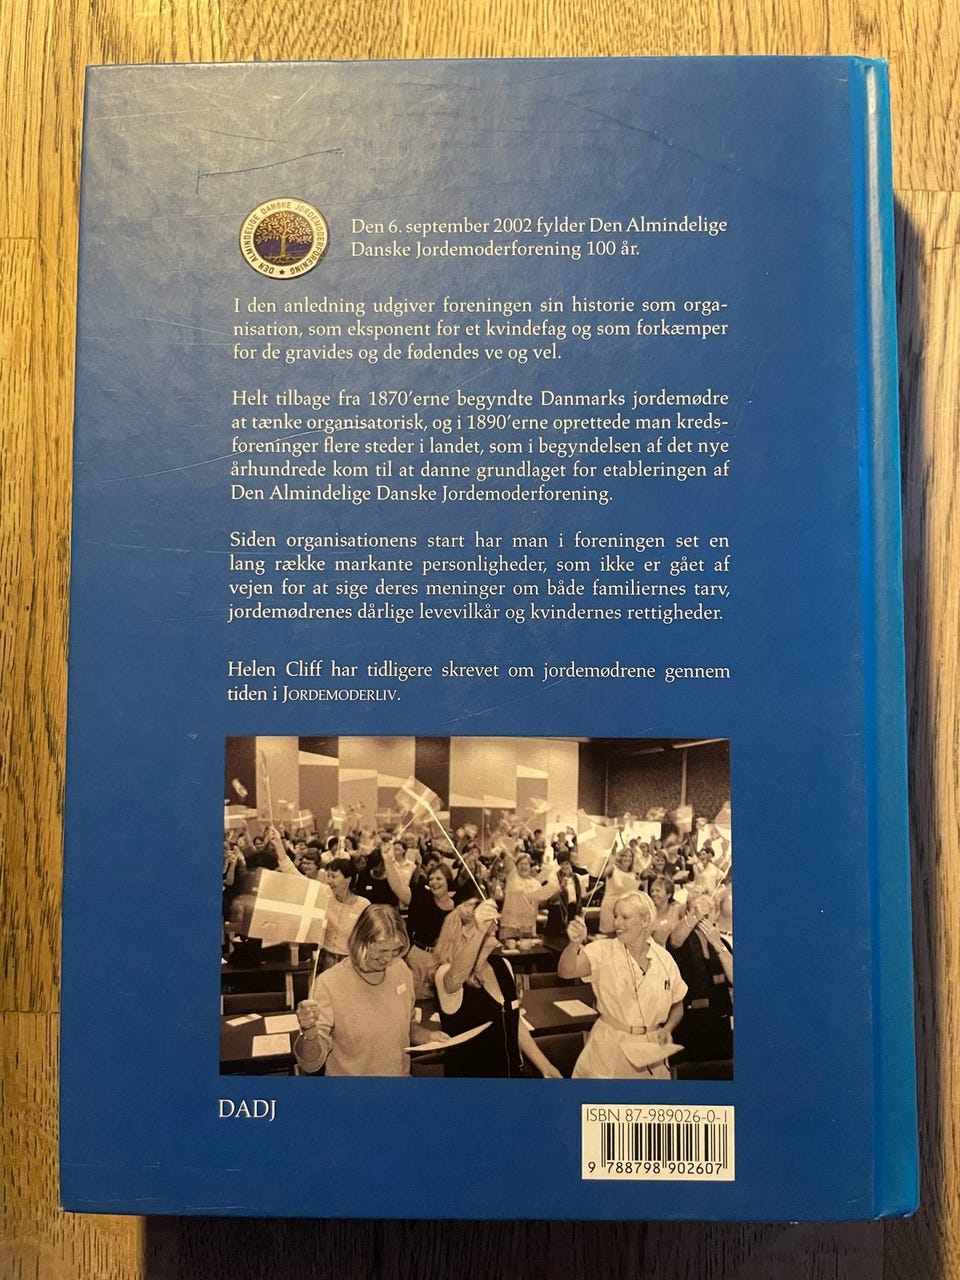 DEN ALMINDELIGE DANSKE JORDEMODERFORENING ★
Den 6. september 2002 fylder Den Almindelige
Danske Jordemoderforening 100 år.
I den anledning udgiver foreningen sin historie som orga-
nisation, som eksponent for et kvindefag og som forkæmper
for de gravides og de fødendes ve og vel.
Helt tilbage fra 1870'erne begyndte Danmarks jordemødre
at tænke organisatorisk, og i 1890'erne oprettede man kreds-
foreninger flere steder i landet, som i begyndelsen af det nye
århundrede kom til at danne grundlaget for etableringen af
Den Almindelige Danske Jordemoderforening.
Siden organisationens start har man i foreningen set en
lang række markante personligheder, som ikke er gået af
vejen for at sige deres meninger om både familiernes tarv,
jordemødrenes dårlige levevilkår og kvindernes rettigheder.
Helen Cliff har tidligere skrevet om jordemødrene gennem
tiden i JORDEMODERLIV.
DADJ
ISBN 87-989026-0-1
9 788798 902607